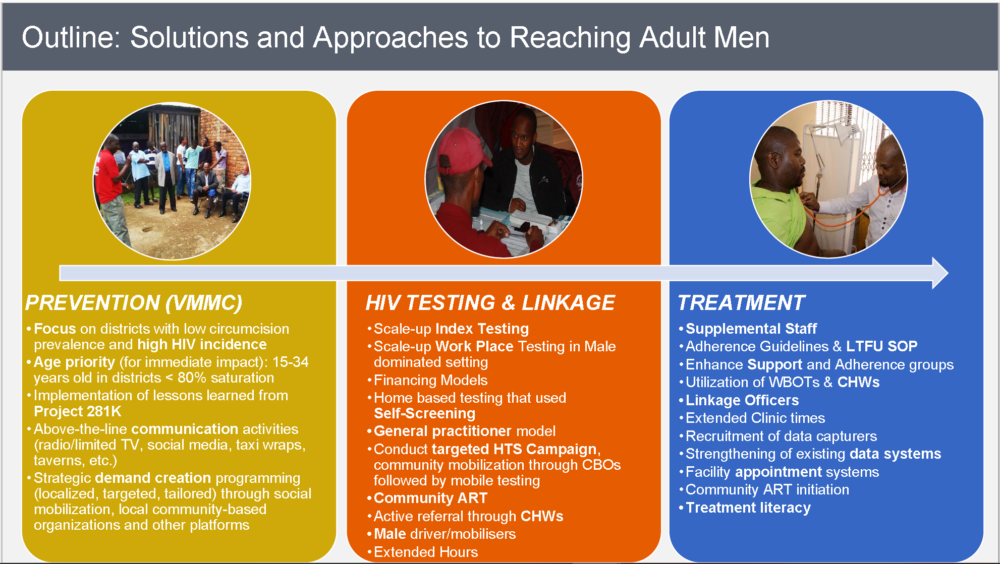 Outline: Solutions and Approaches to Reaching Adult Men
PREVENTION (VMMC)
• Focus on districts with low circumcision
prevalence and high HIV incidence
• Age priority (for immediate impact): 15-34
years old in districts < 80% saturation
• Implementation of lessons learned from
Project 281K
• Above-the-line communication activities
(radio/limited TV, social media, taxi wraps,
taverns, etc.)
• Strategic demand creation programming
(localized, targeted, tailored) through social
mobilization, local community-based
organizations and other platforms
HIV TESTING & LINKAGE
• Scale-up Index Testing
• Scale-up Work Place Testing in Male
dominated setting
• Financing Models
• Home based testing that used
Self-Screening
• General practitioner model
• Conduct targeted HTS Campaign,
community mobilization through CBOs
followed by mobile testing
• Community ART
• Active referral through CHWs
• Male driver/mobilisers
• Extended Hours
TREATMENT
• Supplemental Staff
• Adherence Guidelines & LTFU SOP
• Enhance Support and Adherence groups
• Utilization of WBOTs & CHWs
• Linkage Officers
• Extended Clinic times
• Recruitment of data capturers
• Strengthening of existing data systems
• Facility appointment systems
• Community ART initiation
• Treatment literacy